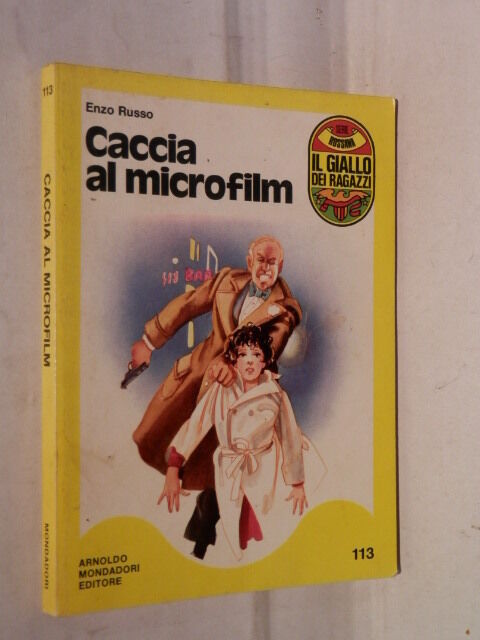 113
CACCIA AL MICROFILM
MONDADORI
Enzo Russo
Caccia
al microfilm
SERIE
ROSSANA
IL GIALLO
DEI RAGAZZI
BAR
ARNOLDO
MONDADORI
EDITORE
113